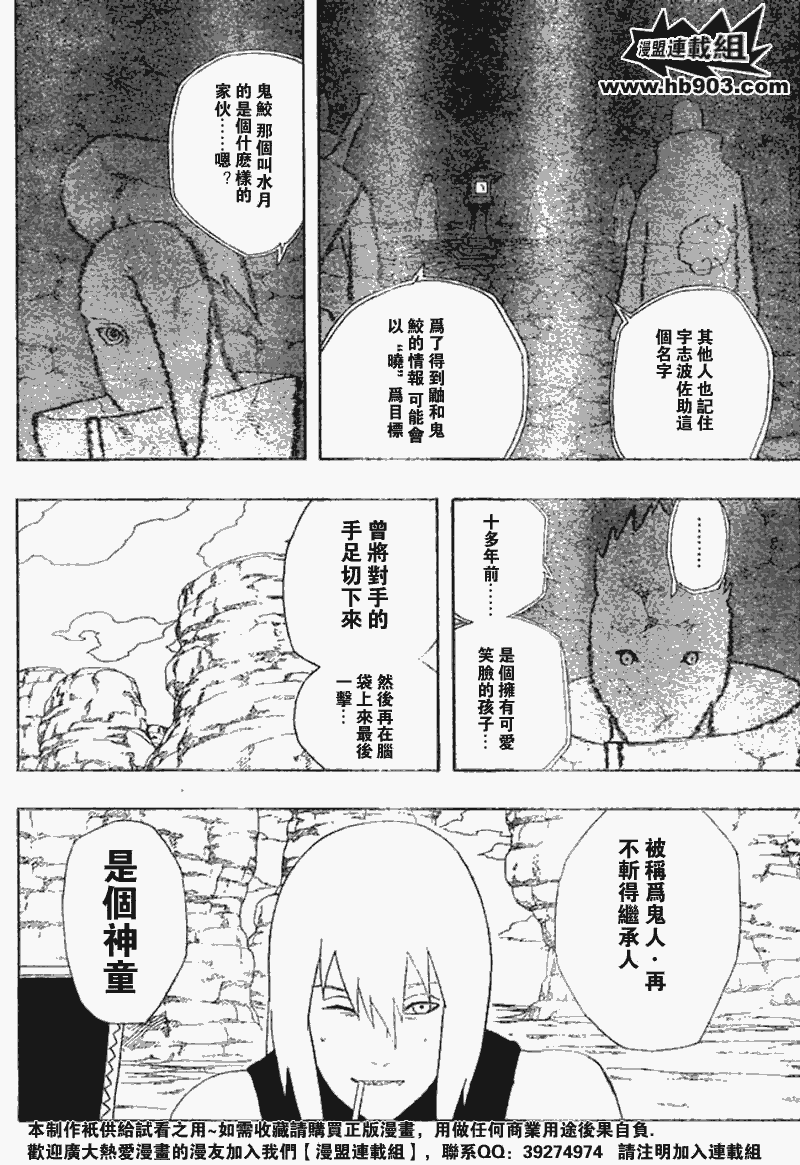 漫盟連載組
www.hb903.com
其他人也記住
宇志波佐助這
個名字
爲了得到鼬和鬼
鮫的情報 可能會
以“曉”爲目標
鬼鮫 那個叫水月
的是個什麼樣的
家伙……嗯？
………
十多年前……
是個擁有可愛
笑臉的孩子…
曾將對手的
手足切下來
然後再在腦
袋上來最後
一擊…
被稱爲鬼人·再
不斬得繼承人
是個神童
本制作衹供給試看之用~如需收藏請購買正版漫畫，用做任何商業用途後果自負.
歡迎廣大熱愛漫畫的漫友加入我們【漫盟連載組】，聯系QQ：39274974 請注明加入連載組